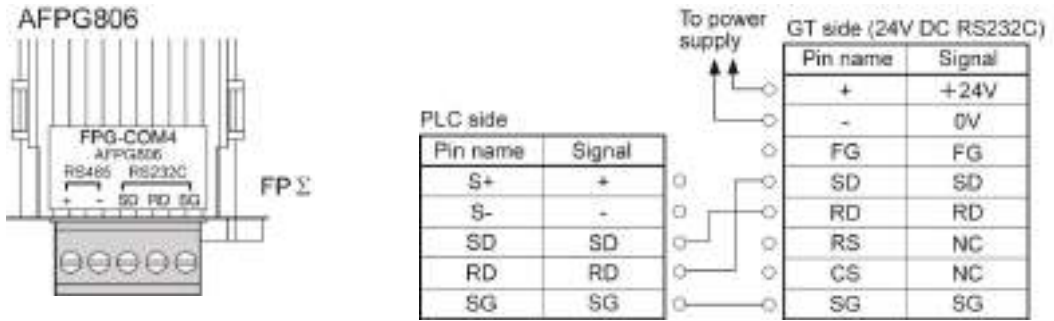 AFPG806
FPG-COM4
AFPG806
RS485 RS232C
+ - SD RD SG
FPΣ
To power
supply
GT side (24V DC RS232C)
Pin name Signal
+ +24V
- 0V
FG FG
SD SD
RD RD
RS NC
CS NC
SG SG
PLC side
Pin name Signal
S+ +
S- -
SD SD
RD RD
SG SG